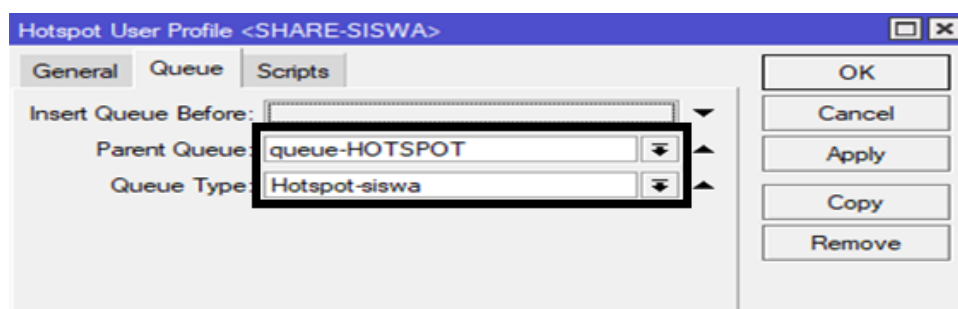 Hotspot User Profile <SHARE-SISWA>
General Queue Scripts
OK
Insert Queue Before:
Cancel
Parent Queue: queue-HOTSPOT
Apply
Queue Type: Hotspot-siswa
Copy
Remove